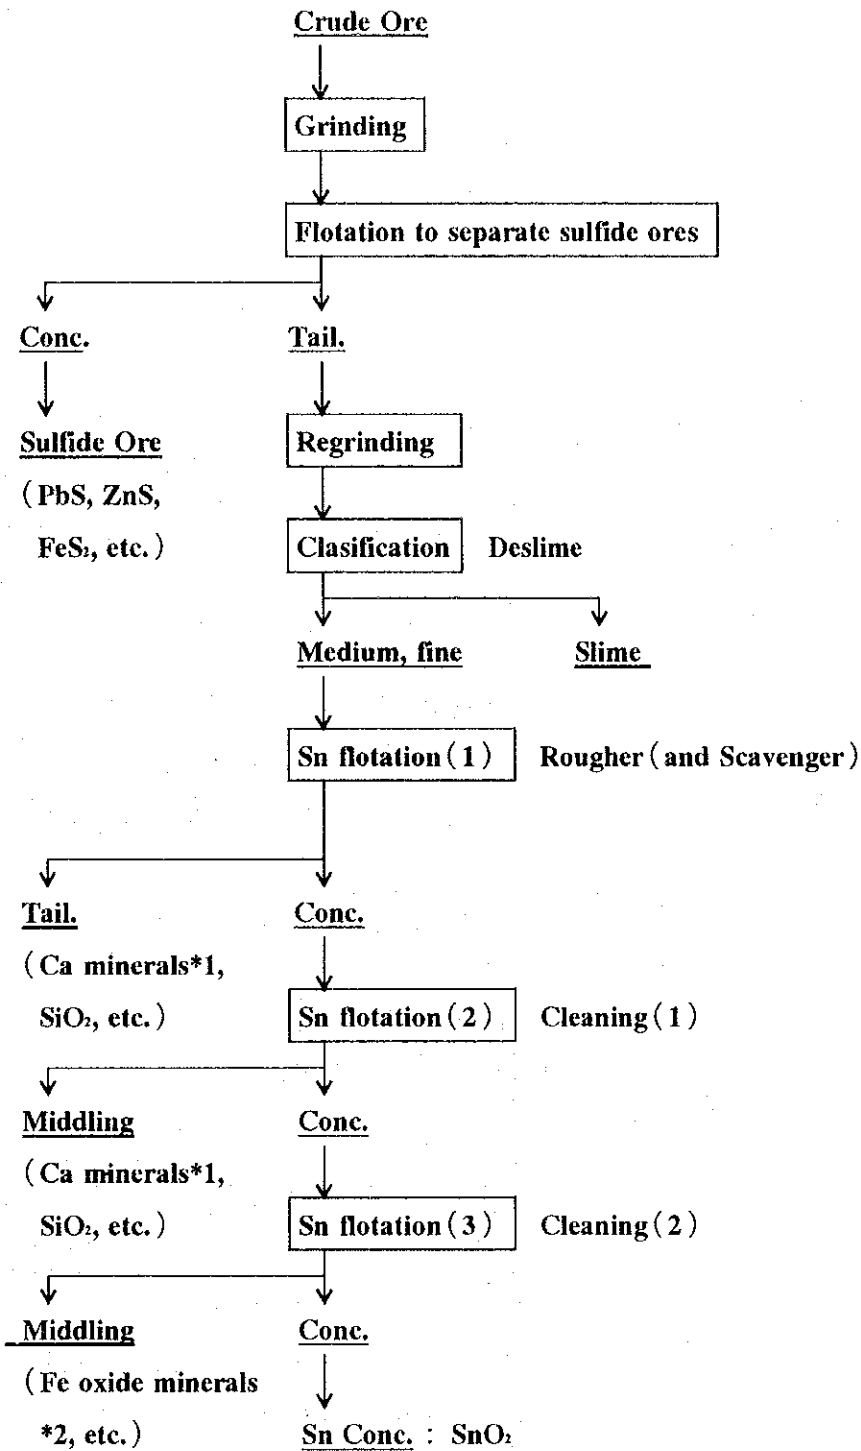 Crude Ore
Grinding
Flotation to separate sulfide ores
Conc. Tail.
Sulfide Ore Regrinding
(PbS, ZnS,
FeS₂, etc.) Clasification Deslime
Medium, fine Slime
Sn flotation(1) Rougher(and Scavenger)
Tail. Conc.
(Ca minerals*1,
SiO₂, etc.) Sn flotation(2) Cleaning(1)
Middling Conc.
(Ca minerals*1,
SiO₂, etc.) Sn flotation(3) Cleaning(2)
Middling Conc.
(Fe oxide minerals
*2, etc.) Sn Conc. : SnO₂